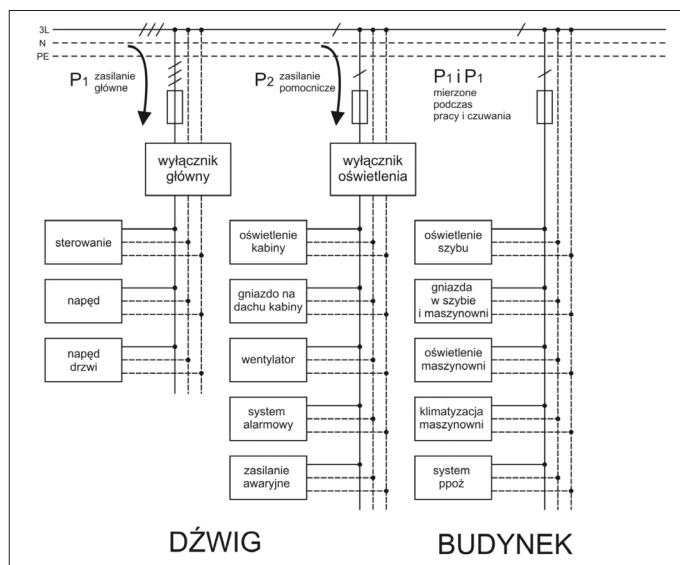 3L
N
PE
P1 zasilanie
główne
P2 zasilanie
pomocnicze
P1 i P1
mierzone
podczas
pracy i czuwania
wyłącznik
główny
wyłącznik
oświetlenia
sterowanie
napęd
napęd
drzwi
oświetlenie
kabiny
gniazdo na
dachu kabiny
wentylator
system
alarmowy
zasilanie
awaryjne
oświetlenie
szybu
gniazda
w szybie
i maszynowni
oświetlenie
maszynowni
klimatyzacja
maszynowni
system
ppoż
DŹWIG
BUDYNEK